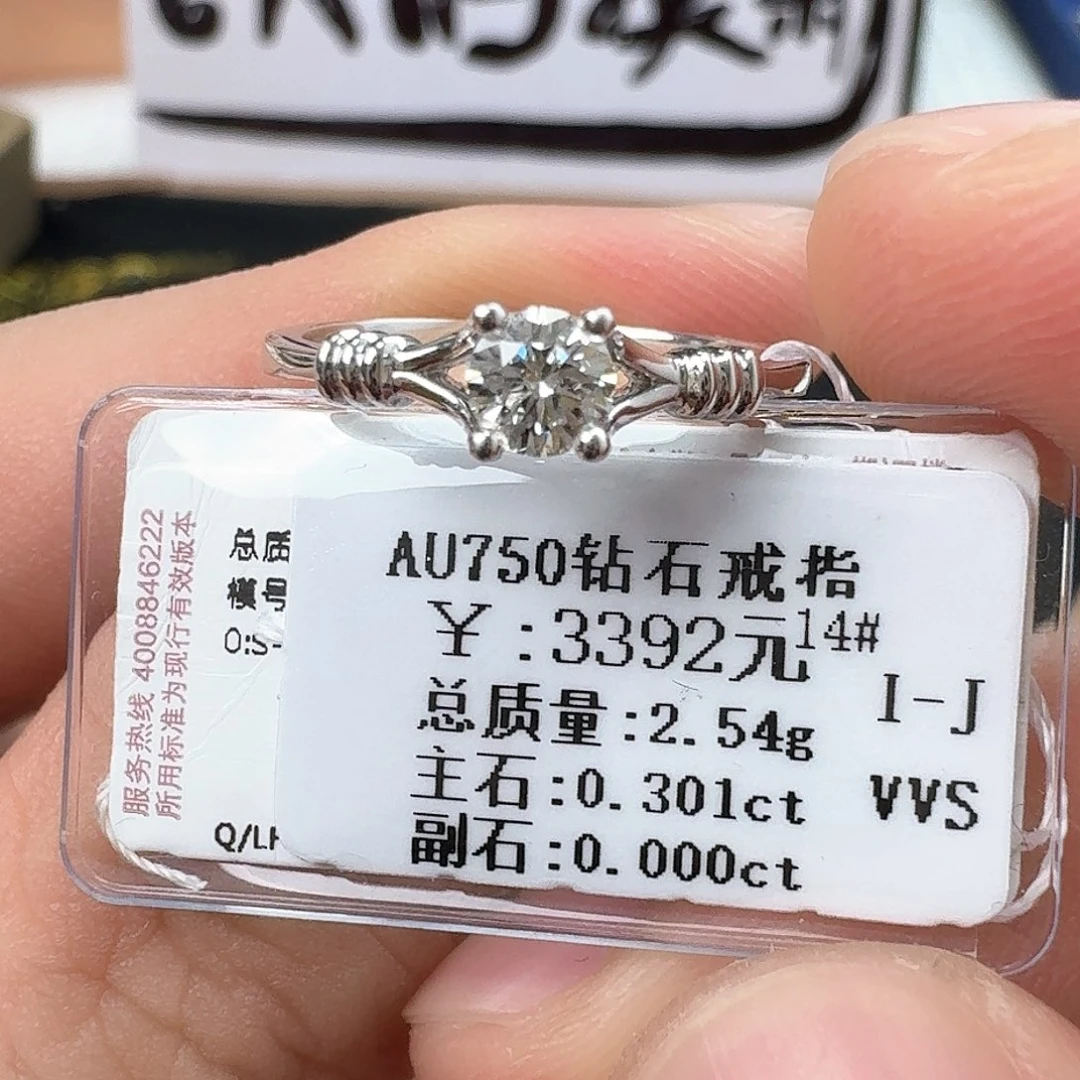 AU750钻石戒指
￥:3392元14#
I-J
总质量:2.54g
VVS
主石:0.301ct
副石:0.000ct
服务热线 4008846222
所用标准为现行有效版本
Q/LH